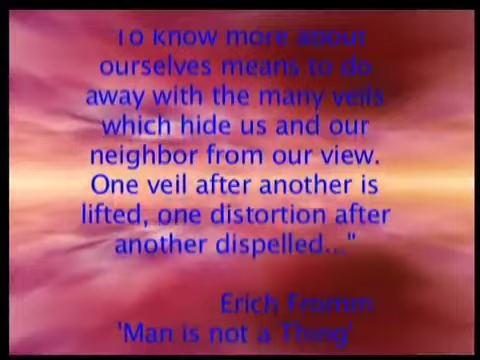 To know more about
ourselves means to do
away with the many veils
which hide us and our
neighbor from our view.
One veil after another is
lifted, one distortion after
another dispelled..."
Erich Fromm
'Man is not a Thing'